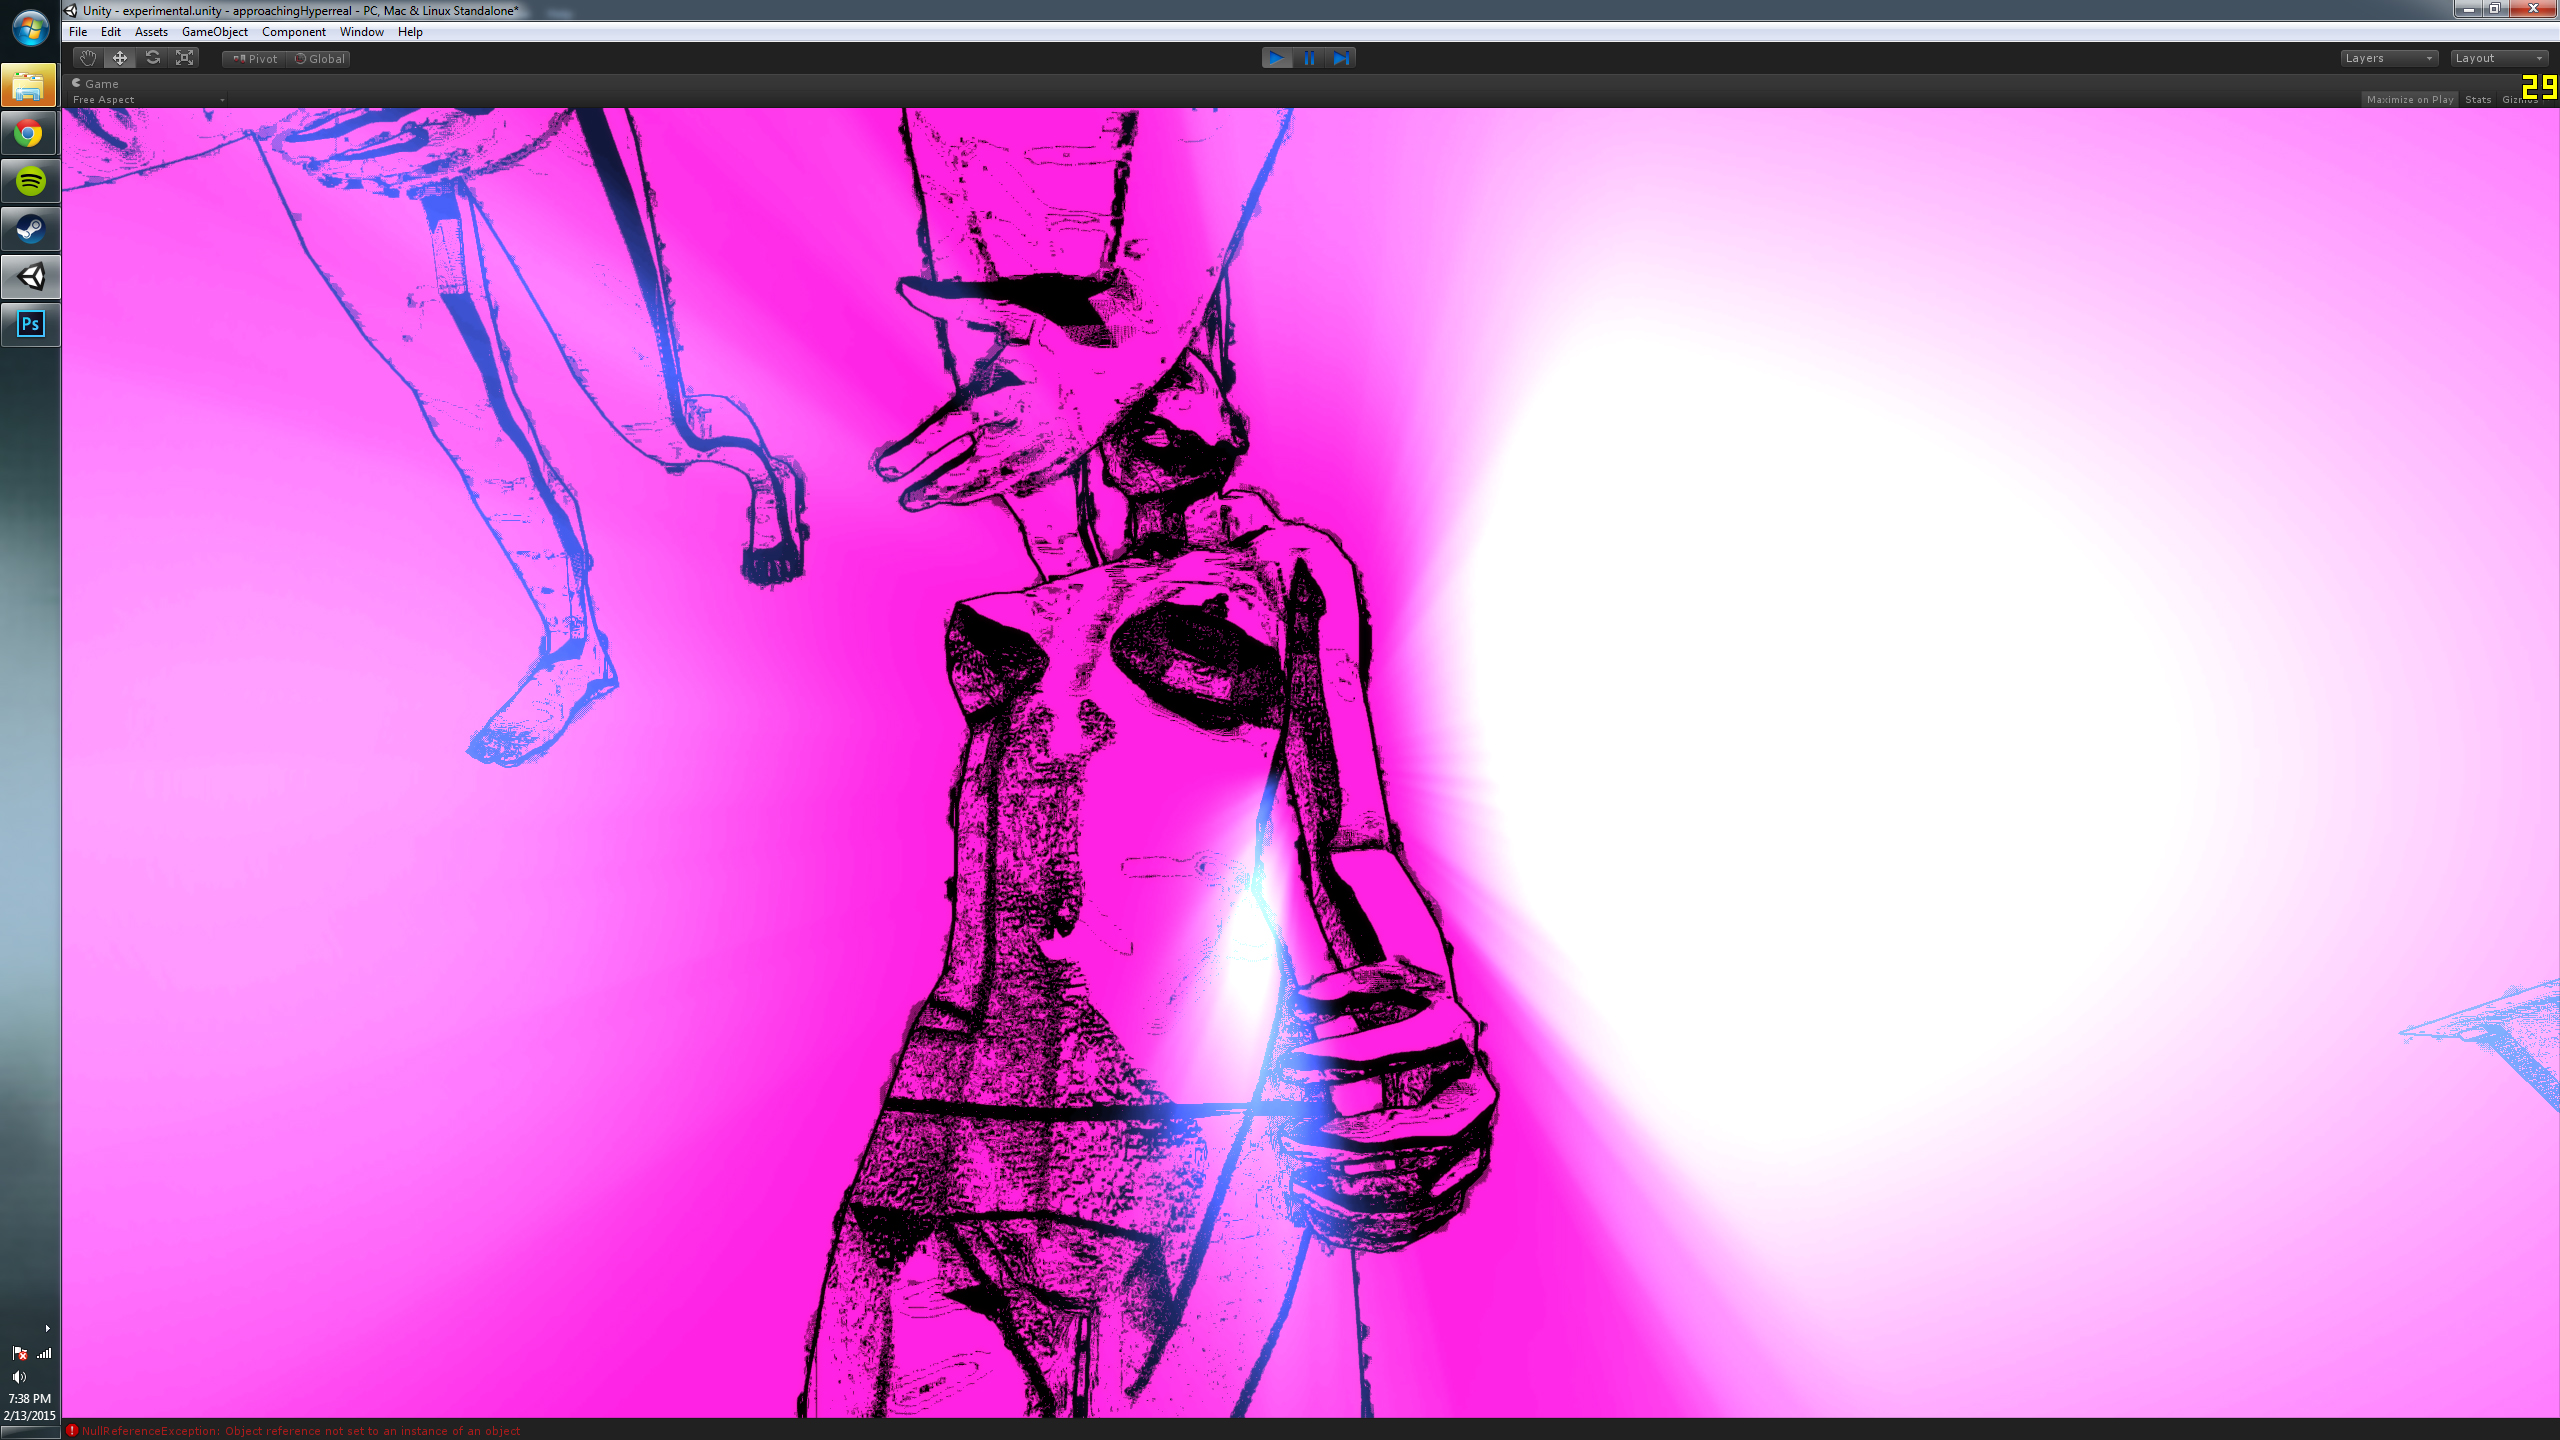 Unity - experimental.unity - approachingHyperreal - PC, Mac & Linux Standalone*
File Edit Assets GameObject Component Window Help
Pivot Global Layers Layout
Game
Free Aspect Maximize on Play Stats
29
Ps
7:38 PM
2/13/2015
NullReferenceException: Object reference not set to an instance of an object